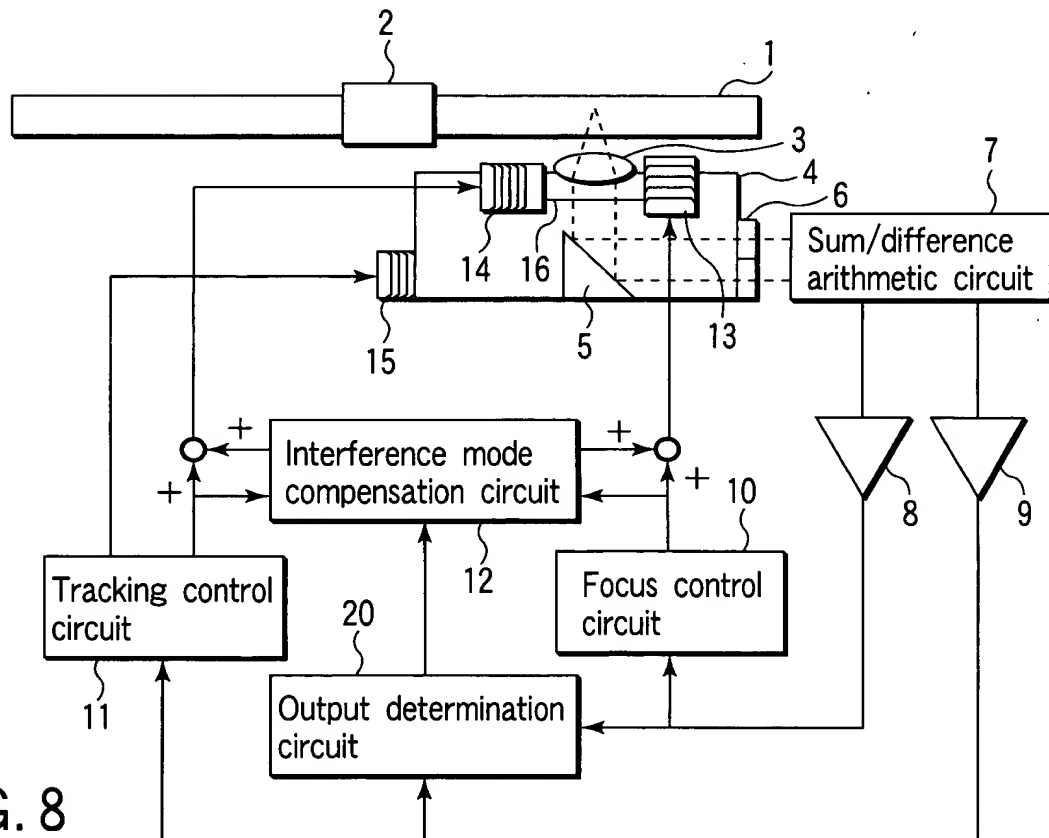 2
1
3
7
4
6
Sum/difference
arithmetic circuit
14
16
5
13
15
+
+
Interference mode
compensation circuit
+
+
8
9
10
12
Tracking control
circuit
Focus control
circuit
20
11
Output determination
circuit
G. 8